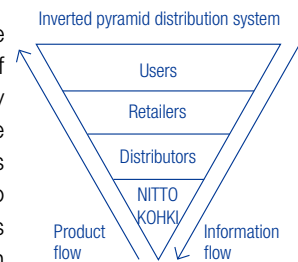 Inverted pyramid distribution system
Users
Retailers
Distributors
NITTO
KOHKI
Product
flow
Information
flow